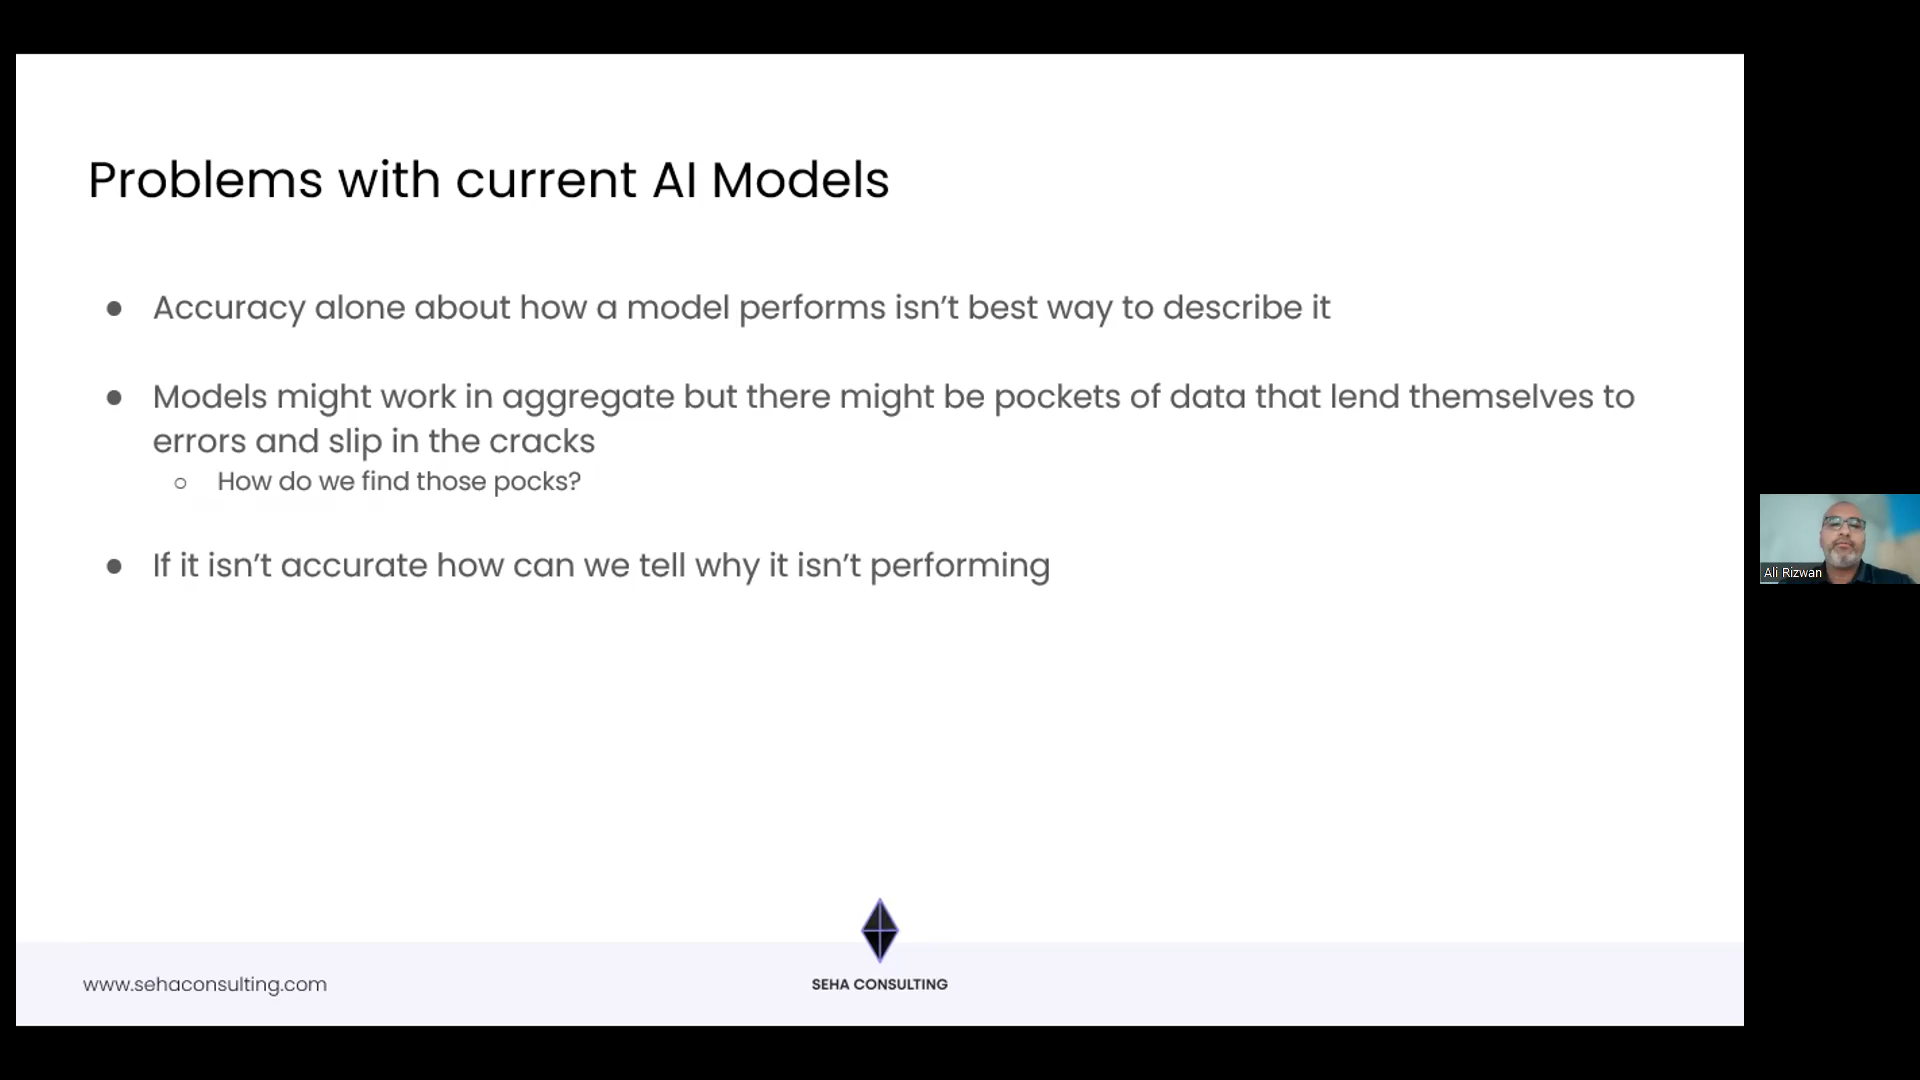 Problems with current AI Models
● Accuracy alone about how a model performs isn’t best way to describe it
● Models might work in aggregate but there might be pockets of data that lend themselves to
errors and slip in the cracks
○ How do we find those pocks?
● If it isn’t accurate how can we tell why it isn’t performing
Ali Rizwan
www.sehaconsulting.com
SEHA CONSULTING